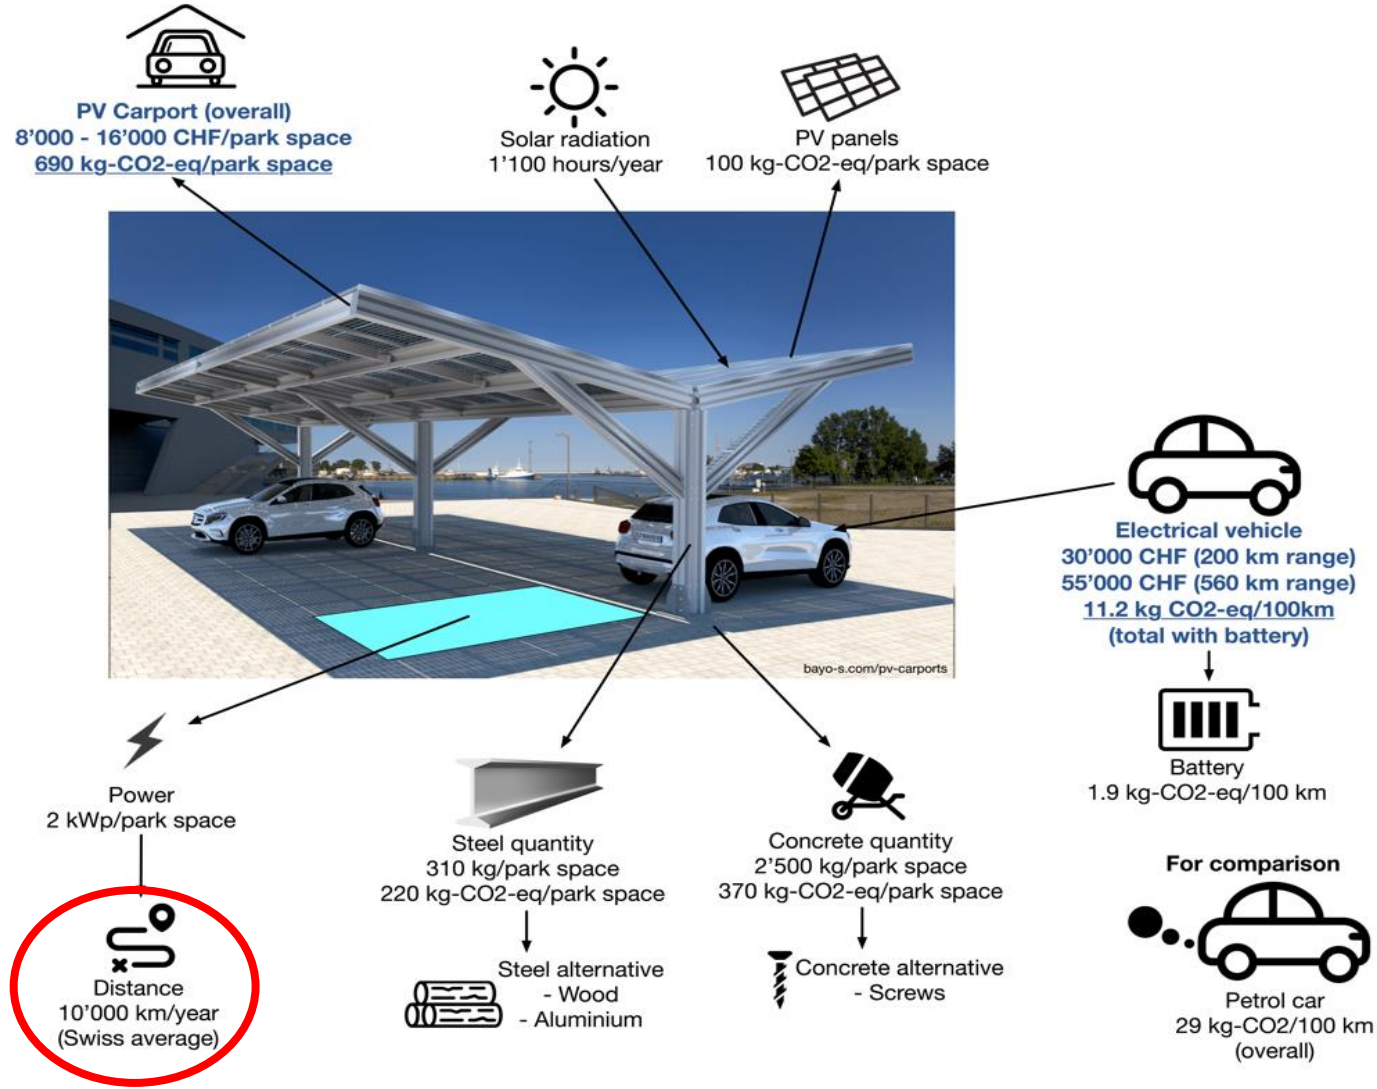 PV Carport (overall)
8’000 - 16’000 CHF/park space
690 kg-CO2-eq/park space
Solar radiation
1’100 hours/year
PV panels
100 kg-CO2-eq/park space
bayo-s.com/pv-carports
Electrical vehicle
30’000 CHF (200 km range)
55’000 CHF (560 km range)
11.2 kg CO2-eq/100km
(total with battery)
Battery
1.9 kg-CO2-eq/100 km
Power
2 kWp/park space
Distance
10’000 km/year
(Swiss average)
Steel quantity
310 kg/park space
220 kg-CO2-eq/park space
Steel alternative
- Wood
- Aluminium
Concrete quantity
2’500 kg/park space
370 kg-CO2-eq/park space
Concrete alternative
- Screws
For comparison
Petrol car
29 kg-CO2/100 km
(overall)